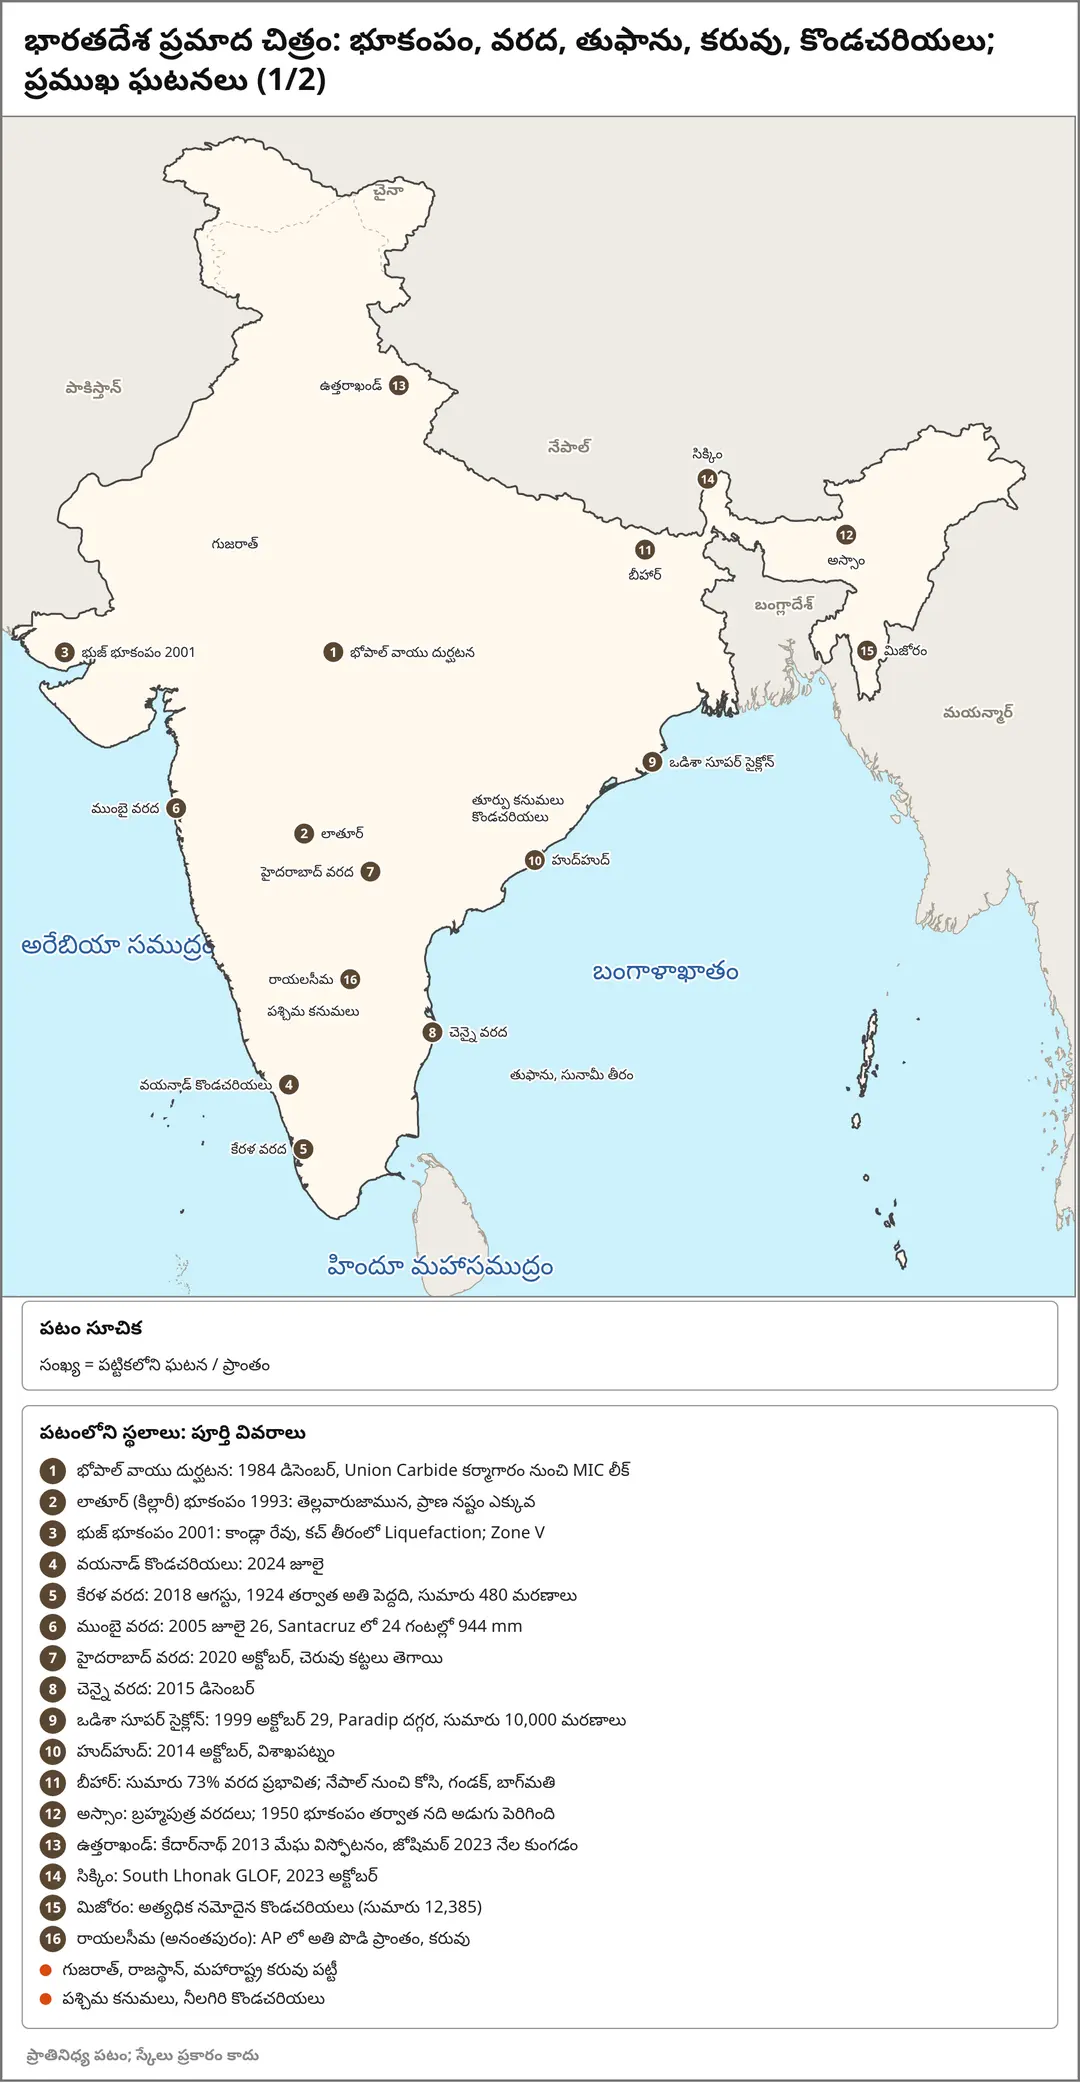 భారతదేశ ప్రమాద చిత్రం: భూకంపం, వరద, తుఫాను, కరువు, కొండచరియలు;
ప్రముఖ ఘటనలు (1/2)
చైనా
పాకిస్తాన్
ఉత్తరాఖండ్ 13
నేపాల్
సిక్కిం
14
గుజరాత్
12
అస్సాం
11
బీహార్
బంగ్లాదేశ్
3 భుజ్ భూకంపం 2001
1 భోపాల్ వాయు దుర్ఘటన
15 మిజోరం
మయన్మార్
9 ఒడిశా సూపర్ సైక్లోన్
ముంబై వరద 6
తూర్పు కనుమలు
కొండచరియలు
2 లాతూర్
10 హుద్‌హుద్
హైదరాబాద్ వరద 7
అరేబియా సముద్రం
బంగాళాఖాతం
రాయలసీమ 16
పశ్చిమ కనుమలు
8 చెన్నై వరద
తుఫాను, సునామీ తీరం
వయనాడ్ కొండచరియలు 4
కేరళ వరద 5
హిందూ మహాసముద్రం
పటం సూచిక
సంఖ్య = పట్టికలోని ఘటన / ప్రాంతం
పటంలోని స్థలాలు: పూర్తి వివరాలు
1 భోపాల్ వాయు దుర్ఘటన: 1984 డిసెంబర్, Union Carbide కర్మాగారం నుంచి MIC లీక్
2 లాతూర్ (కిల్లారీ) భూకంపం 1993: తెల్లవారుజామున, ప్రాణ నష్టం ఎక్కువ
3 భుజ్ భూకంపం 2001: కాండ్లా రేవు, కచ్ తీరంలో Liquefaction; Zone V
4 వయనాడ్ కొండచరియలు: 2024 జూలై
5 కేరళ వరద: 2018 ఆగస్టు, 1924 తర్వాత అతి పెద్దది, సుమారు 480 మరణాలు
6 ముంబై వరద: 2005 జూలై 26, Santacruz లో 24 గంటల్లో 944 mm
7 హైదరాబాద్ వరద: 2020 అక్టోబర్, చెరువు కట్టలు తెగాయి
8 చెన్నై వరద: 2015 డిసెంబర్
9 ఒడిశా సూపర్ సైక్లోన్: 1999 అక్టోబర్ 29, Paradip దగ్గర, సుమారు 10,000 మరణాలు
10 హుద్‌హుద్: 2014 అక్టోబర్, విశాఖపట్నం
11 బీహార్: సుమారు 73% వరద ప్రభావిత; నేపాల్ నుంచి కోసి, గండక్, బాగ్‌మతి
12 అస్సాం: బ్రహ్మపుత్ర వరదలు; 1950 భూకంపం తర్వాత నది అడుగు పెరిగింది
13 ఉత్తరాఖండ్: కేదార్‌నాథ్ 2013 మేఘ విస్ఫోటనం, జోషిమఠ్ 2023 నేల కుంగడం
14 సిక్కిం: South Lhonak GLOF, 2023 అక్టోబర్
15 మిజోరం: అత్యధిక నమోదైన కొండచరియలు (సుమారు 12,385)
16 రాయలసీమ (అనంతపురం): AP లో అతి పొడి ప్రాంతం, కరువు
గుజరాత్, రాజస్థాన్, మహారాష్ట్ర కరువు పట్టీ
పశ్చిమ కనుమలు, నీలగిరి కొండచరియలు
ప్రాతినిధ్య పటం; స్కేలు ప్రకారం కాదు